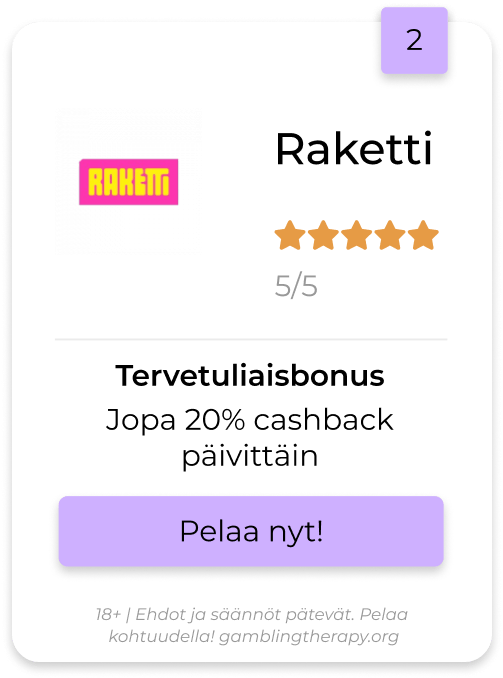 2
RAKETTI
Raketti
5/5
Tervetuliaisbonus
Jopa 20% cashback
päivittäin
Pelaa nyt!
18+ | Ehdot ja säännöt pätevät. Pelaa
kohtuudella! gamblingtherapy.org